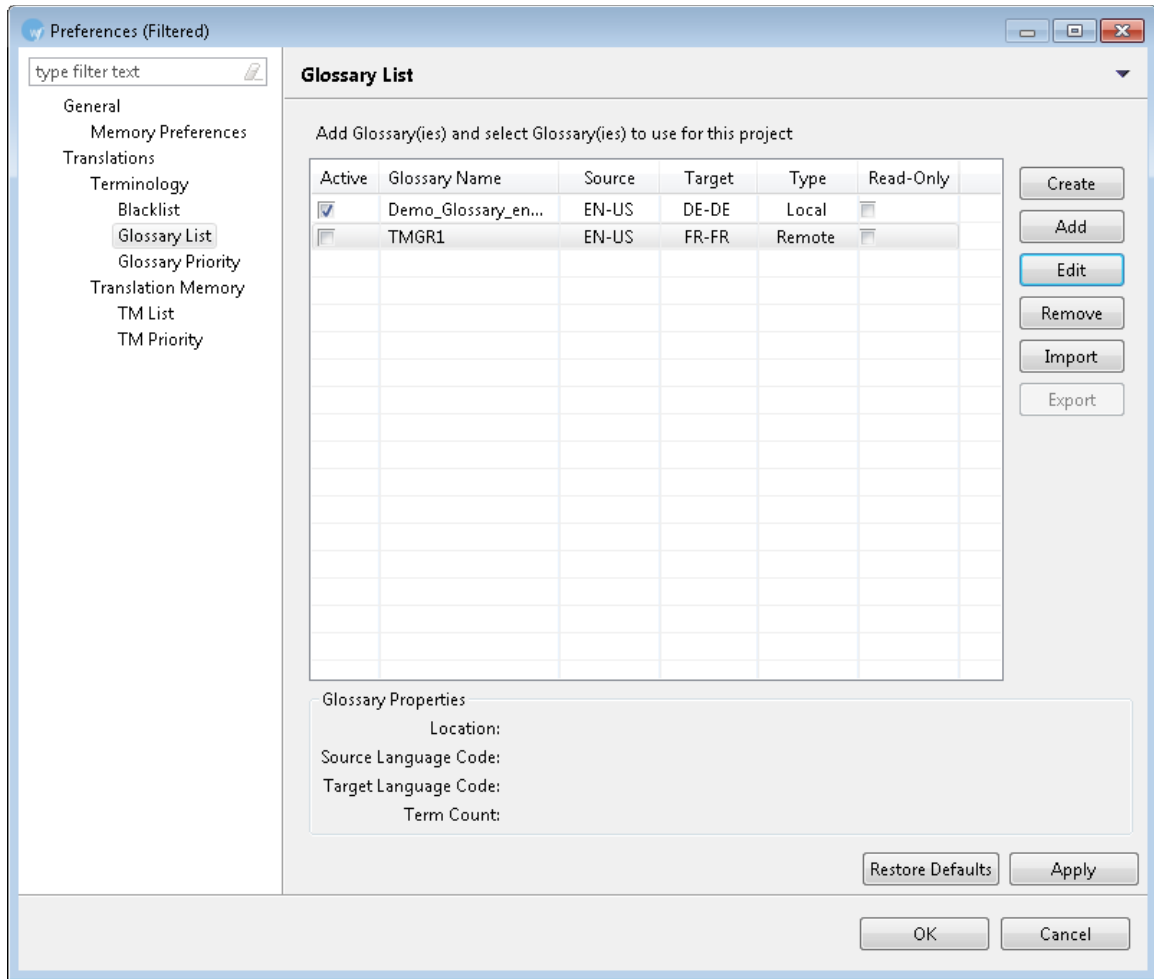 Preferences (Filtered)
type filter text
General
Memory Preferences
Translations
Terminology
Blacklist
Glossary List
Glossary Priority
Translation Memory
TM List
TM Priority
Glossary List
Add Glossary(ies) and select Glossary(ies) to use for this project
Active Glossary Name Source Target Type Read-Only
Demo_Glossary_en... EN-US DE-DE Local
TMGR1 EN-US FR-FR Remote
Create
Add
Edit
Remove
Import
Export
Glossary Properties
Location:
Source Language Code:
Target Language Code:
Term Count:
Restore Defaults Apply
OK Cancel